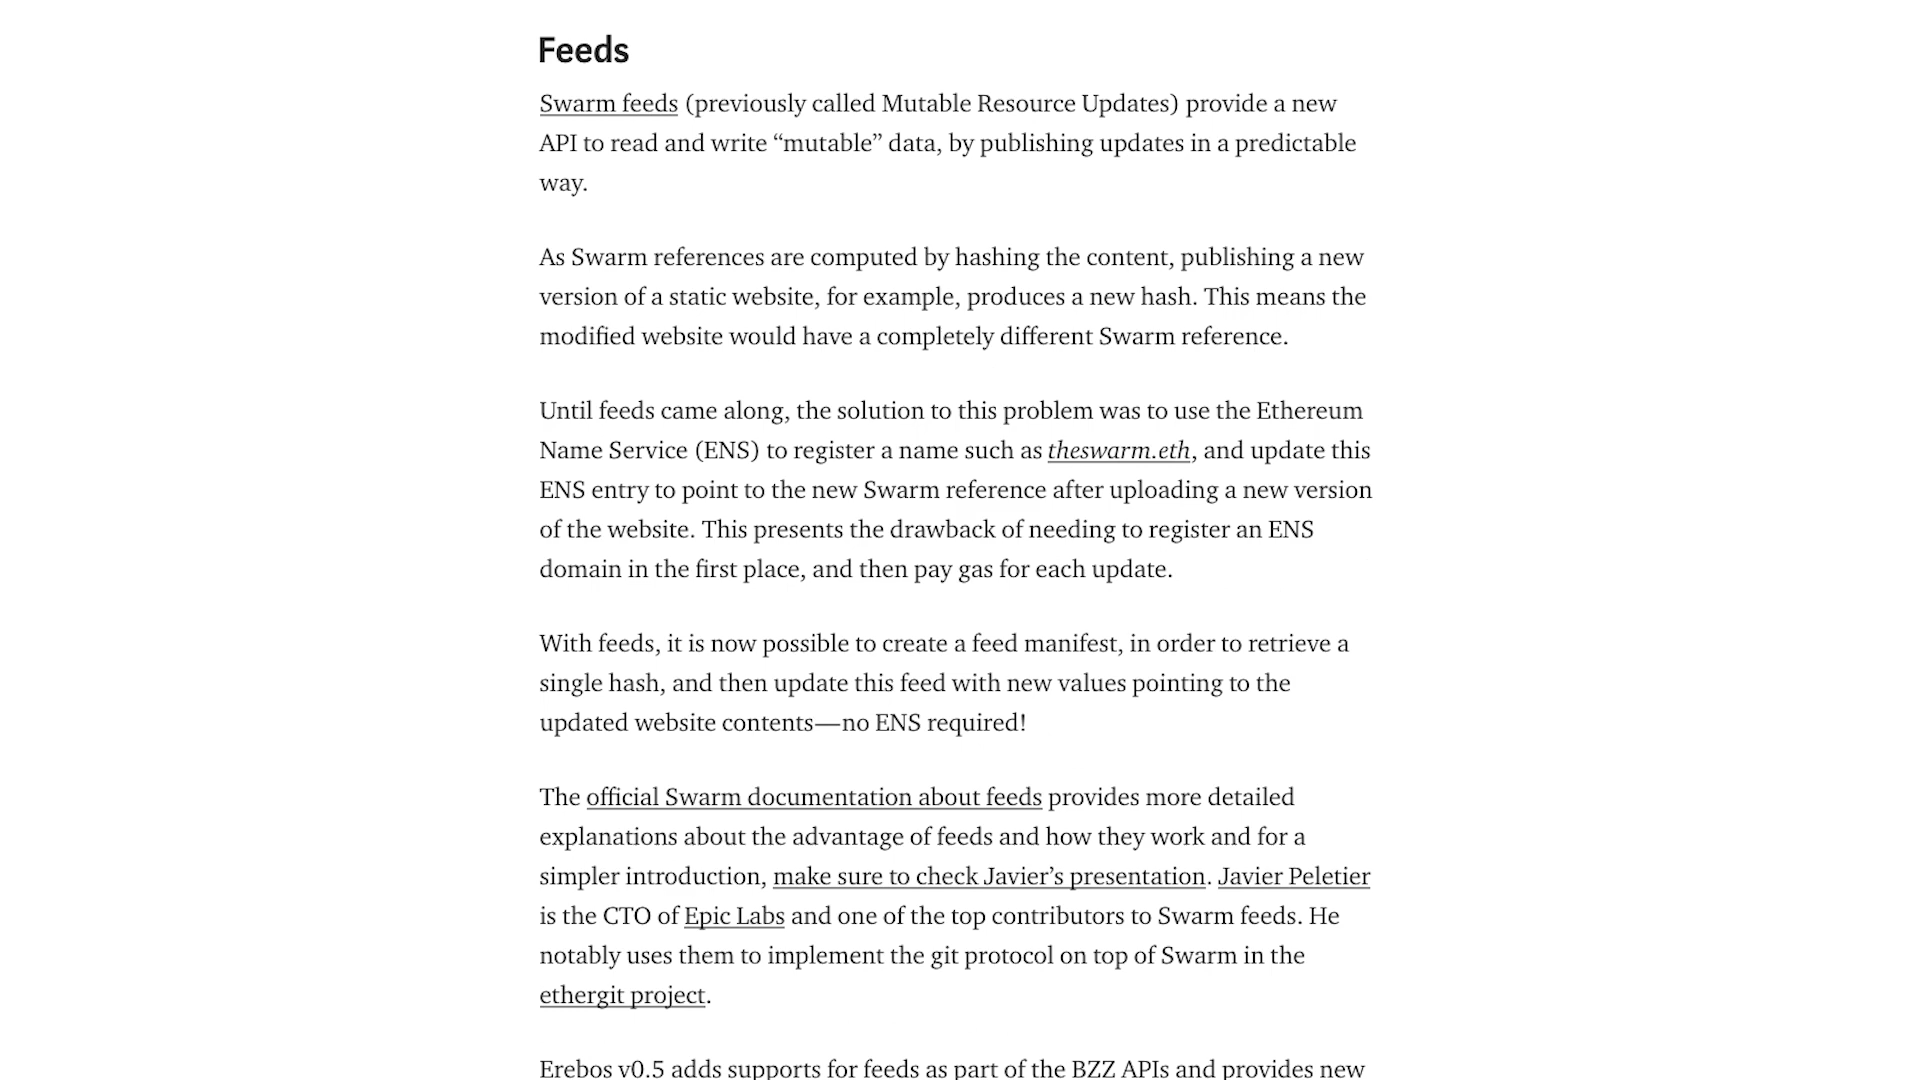 Feeds
Swarm feeds (previously called Mutable Resource Updates) provide a new
API to read and write “mutable” data, by publishing updates in a predictable
way.
As Swarm references are computed by hashing the content, publishing a new
version of a static website, for example, produces a new hash. This means the
modified website would have a completely different Swarm reference.
Until feeds came along, the solution to this problem was to use the Ethereum
Name Service (ENS) to register a name such as theswarm.eth, and update this
ENS entry to point to the new Swarm reference after uploading a new version
of the website. This presents the drawback of needing to register an ENS
domain in the first place, and then pay gas for each update.
With feeds, it is now possible to create a feed manifest, in order to retrieve a
single hash, and then update this feed with new values pointing to the
updated website contents—no ENS required!
The official Swarm documentation about feeds provides more detailed
explanations about the advantage of feeds and how they work and for a
simpler introduction, make sure to check Javier’s presentation. Javier Peletier
is the CTO of Epic Labs and one of the top contributors to Swarm feeds. He
notably uses them to implement the git protocol on top of Swarm in the
ethergit project.
Erebos v0.5 adds supports for feeds as part of the BZZ APIs and provides new